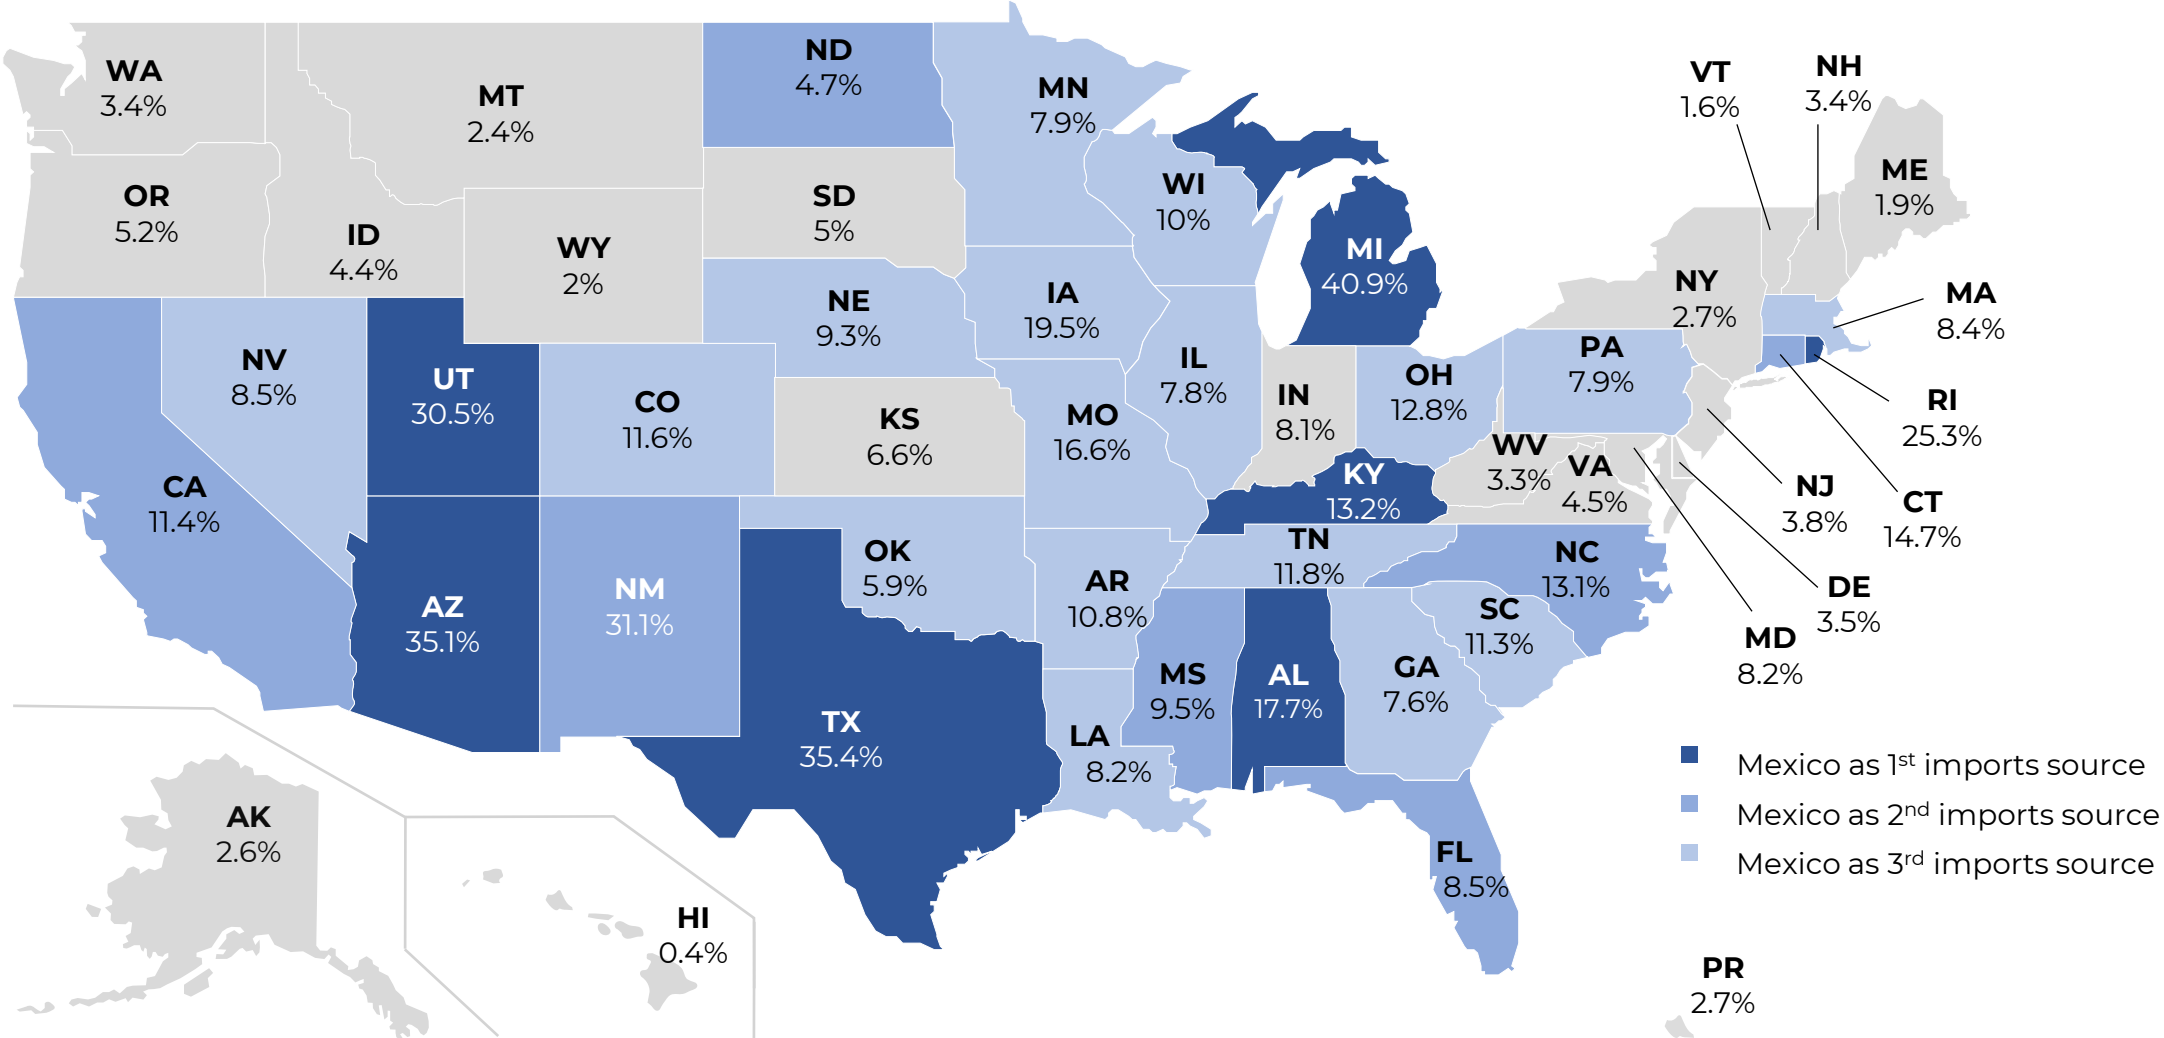 WA
3.4%
MT
2.4%
ND
4.7%
MN
7.9%
VT
1.6%
NH
3.4%
OR
5.2%
ID
4.4%
WY
2%
SD
5%
WI
10%
MI
40.9%
ME
1.9%
NY
2.7%
MA
8.4%
NV
8.5%
UT
30.5%
CO
11.6%
NE
9.3%
IA
19.5%
IL
7.8%
IN
8.1%
OH
12.8%
PA
7.9%
RI
25.3%
CA
11.4%
KS
6.6%
MO
16.6%
KY
13.2%
WV
3.3%
VA
4.5%
NJ
3.8%
CT
14.7%
AZ
35.1%
NM
31.1%
OK
5.9%
AR
10.8%
TN
11.8%
NC
13.1%
SC
11.3%
DE
3.5%
MD
8.2%
TX
35.4%
LA
8.2%
MS
9.5%
AL
17.7%
GA
7.6%
FL
8.5%
AK
2.6%
HI
0.4%
PR
2.7%
Mexico as 1st imports source
Mexico as 2nd imports source
Mexico as 3rd imports source